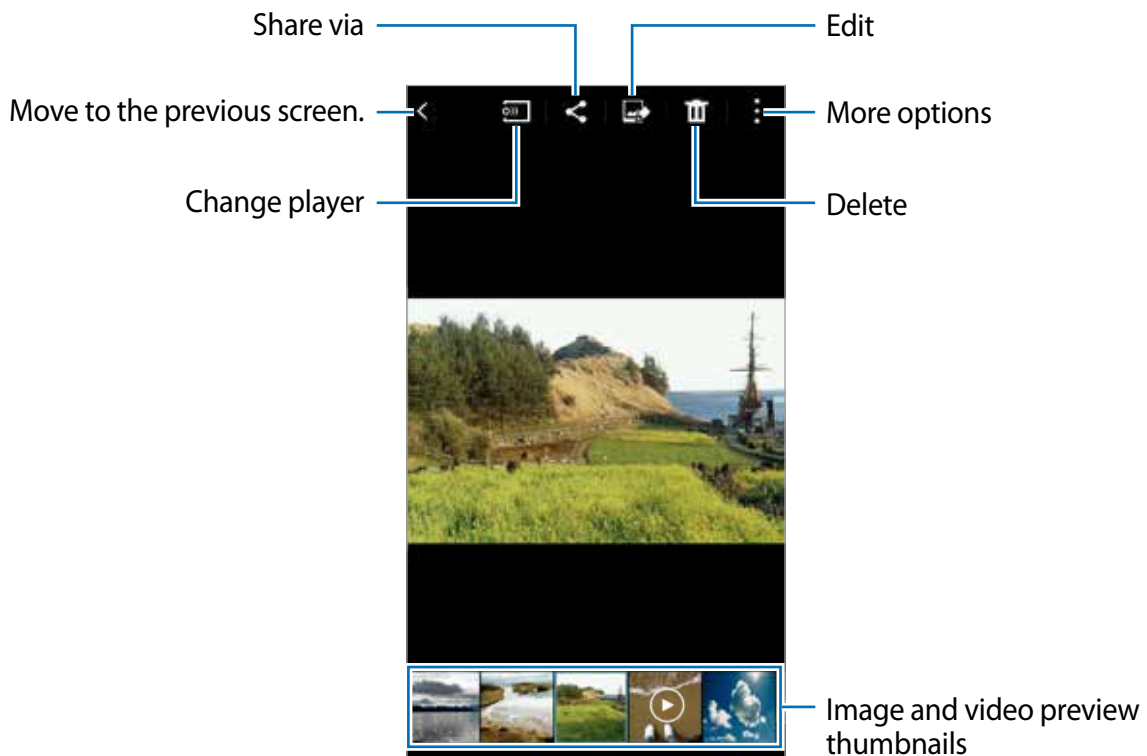 Share via
Edit
Move to the previous screen.
More options
Change player
Delete
Image and video preview
thumbnails